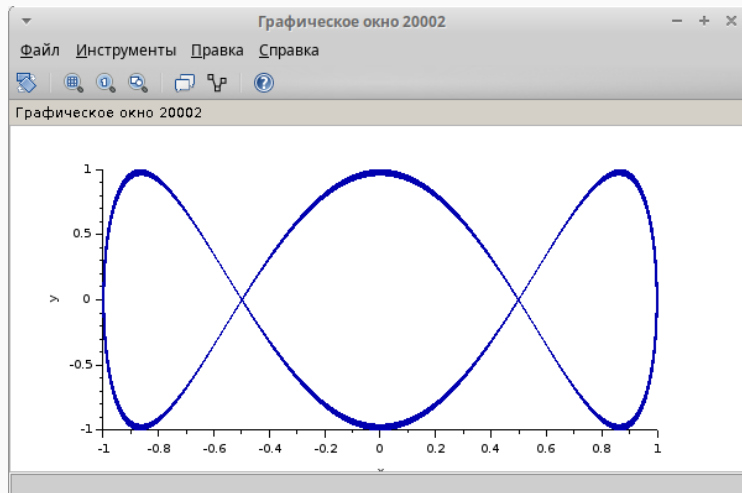 Графическое окно 20002
Файл Инструменты Правка Справка
Графическое окно 20002
1
0.5
0
-0.5
-1
y
-1 -0.8 -0.6 -0.4 -0.2 0 0.2 0.4 0.6 0.8 1